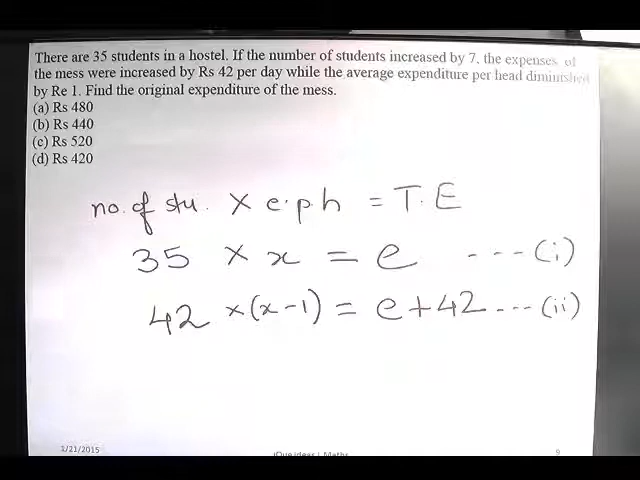 There are 35 students in a hostel. If the number of students increased by 7, the expenses of
the mess were increased by Rs 42 per day while the average expenditure per head diminished
by Re 1. Find the original expenditure of the mess.
(a) Rs 480
(b) Rs 440
(c) Rs 520
(d) Rs 420
no. of stu. × e.p.h = T.E
35 × x = e ----(i)
42 × (x-1) = e+42 ----(ii)
1/21/2015
iQue ideas | Maths
9